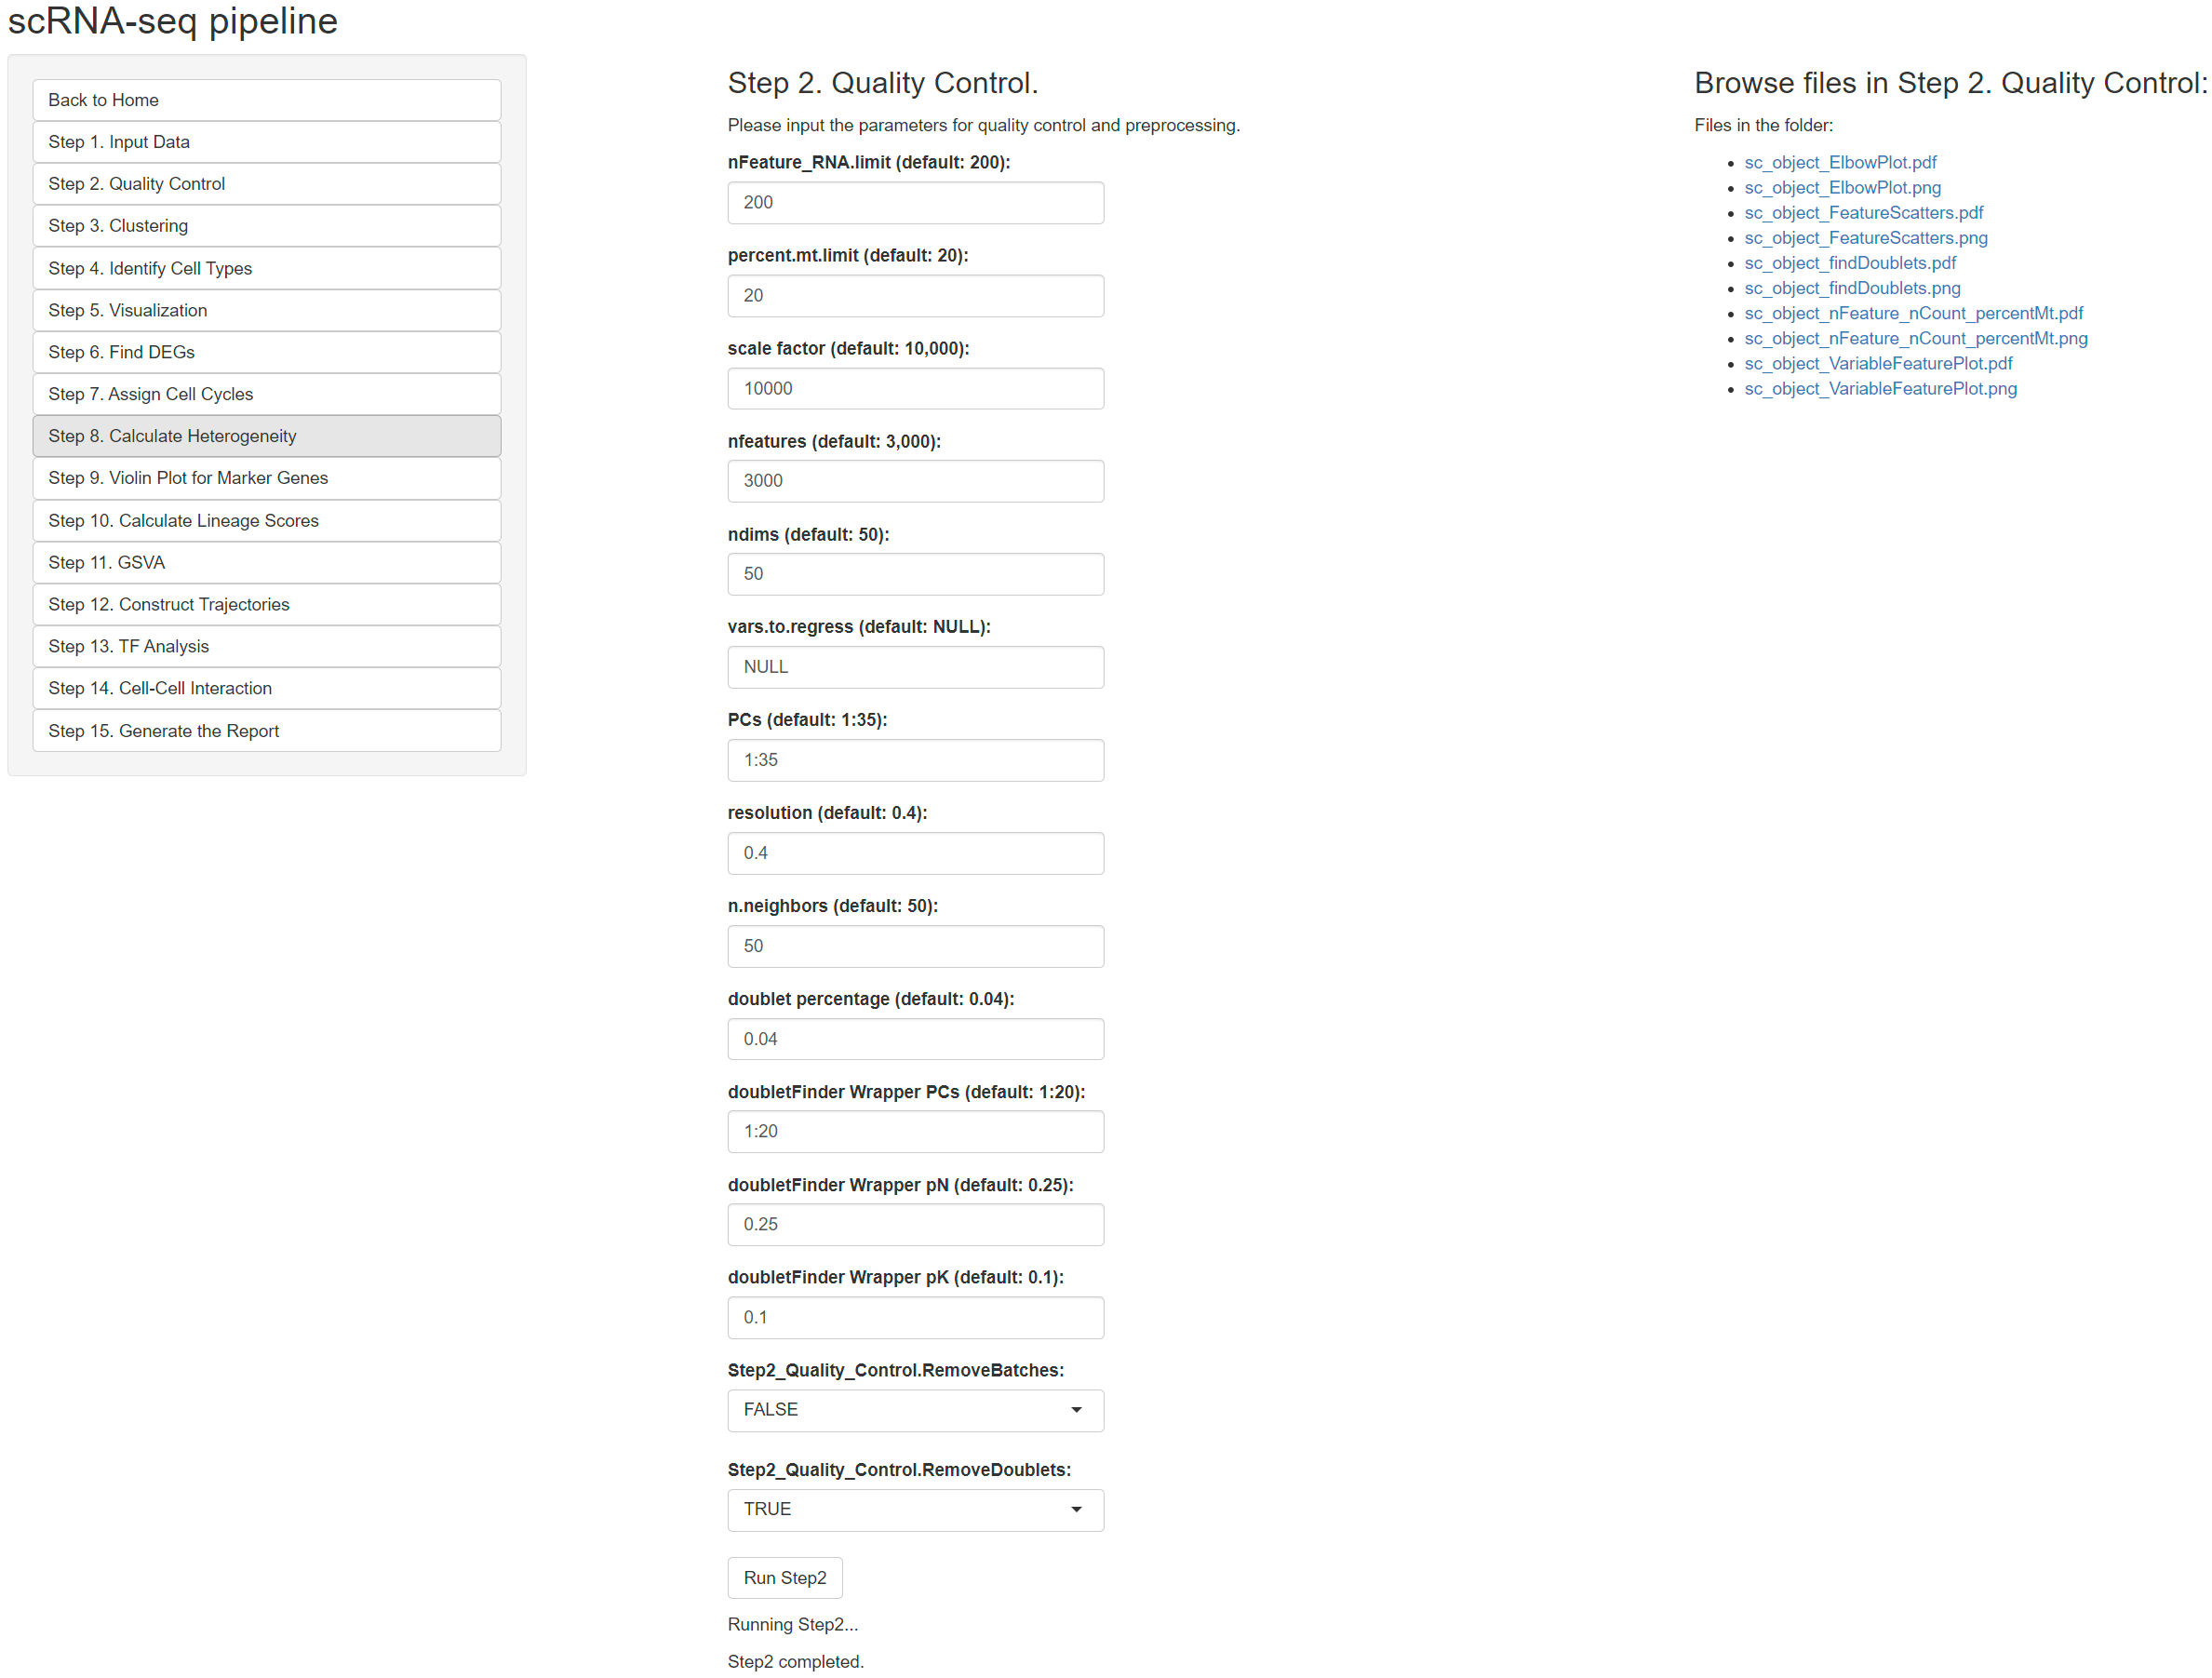 scRNA-seq pipeline
Back to Home
Step 1. Input Data
Step 2. Quality Control
Step 3. Clustering
Step 4. Identify Cell Types
Step 5. Visualization
Step 6. Find DEGs
Step 7. Assign Cell Cycles
Step 8. Calculate Heterogeneity
Step 9. Violin Plot for Marker Genes
Step 10. Calculate Lineage Scores
Step 11. GSVA
Step 12. Construct Trajectories
Step 13. TF Analysis
Step 14. Cell-Cell Interaction
Step 15. Generate the Report
Step 2. Quality Control.
Please input the parameters for quality control and preprocessing.
nFeature_RNA.limit (default: 200):
200
percent.mt.limit (default: 20):
20
scale factor (default: 10,000):
10000
nfeatures (default: 3,000):
3000
ndims (default: 50):
50
vars.to.regress (default: NULL):
NULL
PCs (default: 1:35):
1:35
resolution (default: 0.4):
0.4
n.neighbors (default: 50):
50
doublet percentage (default: 0.04):
0.04
doubletFinder Wrapper PCs (default: 1:20):
1:20
doubletFinder Wrapper pN (default: 0.25):
0.25
doubletFinder Wrapper pK (default: 0.1):
0.1
Step2_Quality_Control.RemoveBatches:
FALSE
Step2_Quality_Control.RemoveDoublets:
TRUE
Run Step2
Running Step2...
Step2 completed.
Browse files in Step 2. Quality Control:
Files in the folder:
sc_object_ElbowPlot.pdf
sc_object_ElbowPlot.png
sc_object_FeatureScatters.pdf
sc_object_FeatureScatters.png
sc_object_findDoublets.pdf
sc_object_findDoublets.png
sc_object_nFeature_nCount_percentMt.pdf
sc_object_nFeature_nCount_percentMt.png
sc_object_VariableFeaturePlot.pdf
sc_object_VariableFeaturePlot.png